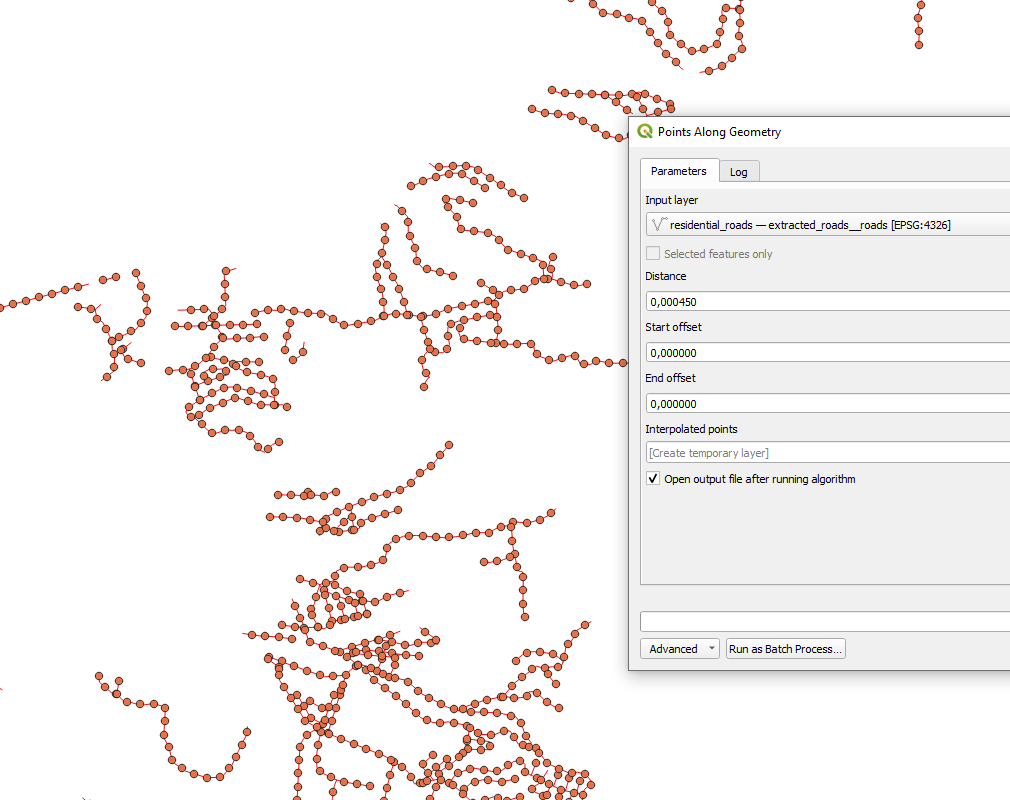 Points Along Geometry
Parameters
Log
Input layer
residential_roads — extracted_roads__roads [EPSG:4326]
Selected features only
Distance
0,000450
Start offset
0,000000
End offset
0,000000
Interpolated points
[Create temporary layer]
Open output file after running algorithm
Advanced
Run as Batch Process...